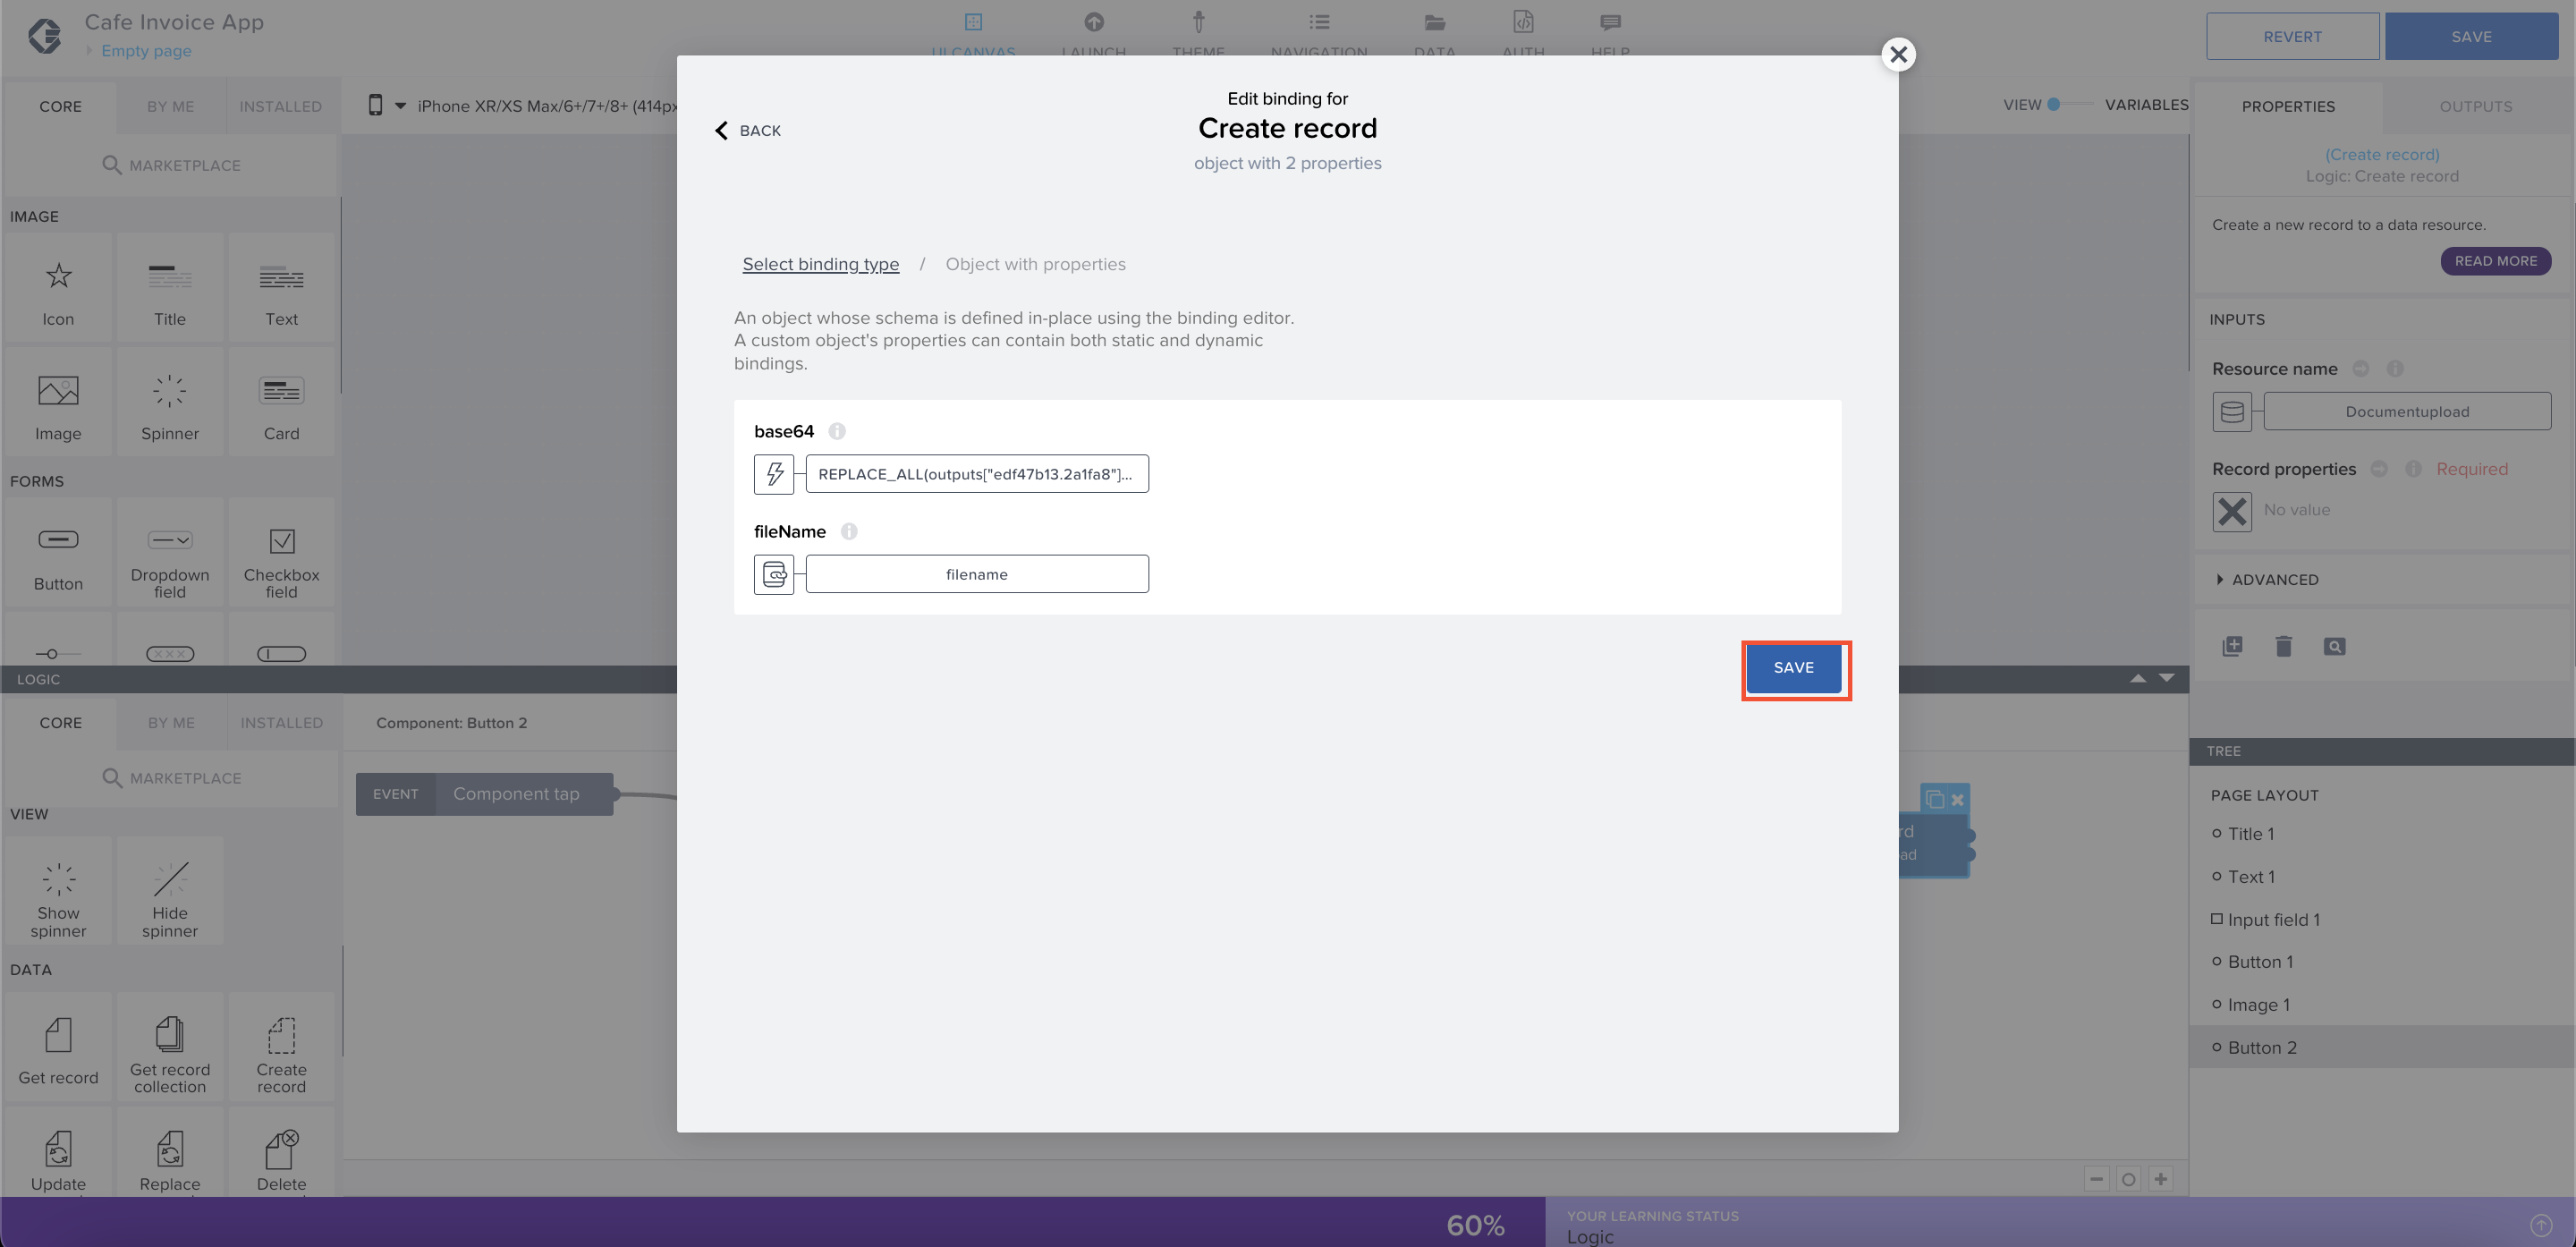 Cafe Invoice App
Empty page
UI CANVAS
LAUNCH
THEME
NAVIGATION
DATA
AUTH
HELP
REVERT
SAVE
CORE
BY ME
INSTALLED
iPhone XR/XS Max/6+/7+/8+ (414px
VIEW
VARIABLES
PROPERTIES
OUTPUTS
MARKETPLACE
IMAGE
Icon
Title
Text
Image
Spinner
Card
FORMS
Button
Dropdown field
Checkbox field
Edit binding for
BACK
Create record
object with 2 properties
Select binding type / Object with properties
An object whose schema is defined in-place using the binding editor.
A custom object's properties can contain both static and dynamic
bindings.
base64
REPLACE_ALL(outputs["edf47b13.2a1fa8"]...
fileName
filename
SAVE
(Create record)
Logic: Create record
Create a new record to a data resource.
READ MORE
INPUTS
Resource name
Documentupload
Record properties
Required
No value
ADVANCED
LOGIC
CORE
BY ME
INSTALLED
Component: Button 2
MARKETPLACE
EVENT
Component tap
VIEW
Show spinner
Hide spinner
DATA
Get record
Get record collection
Create record
Update
Replace
Delete
rd
ad
TREE
PAGE LAYOUT
Title 1
Text 1
Input field 1
Button 1
Image 1
Button 2
60%
YOUR LEARNING STATUS
Logic